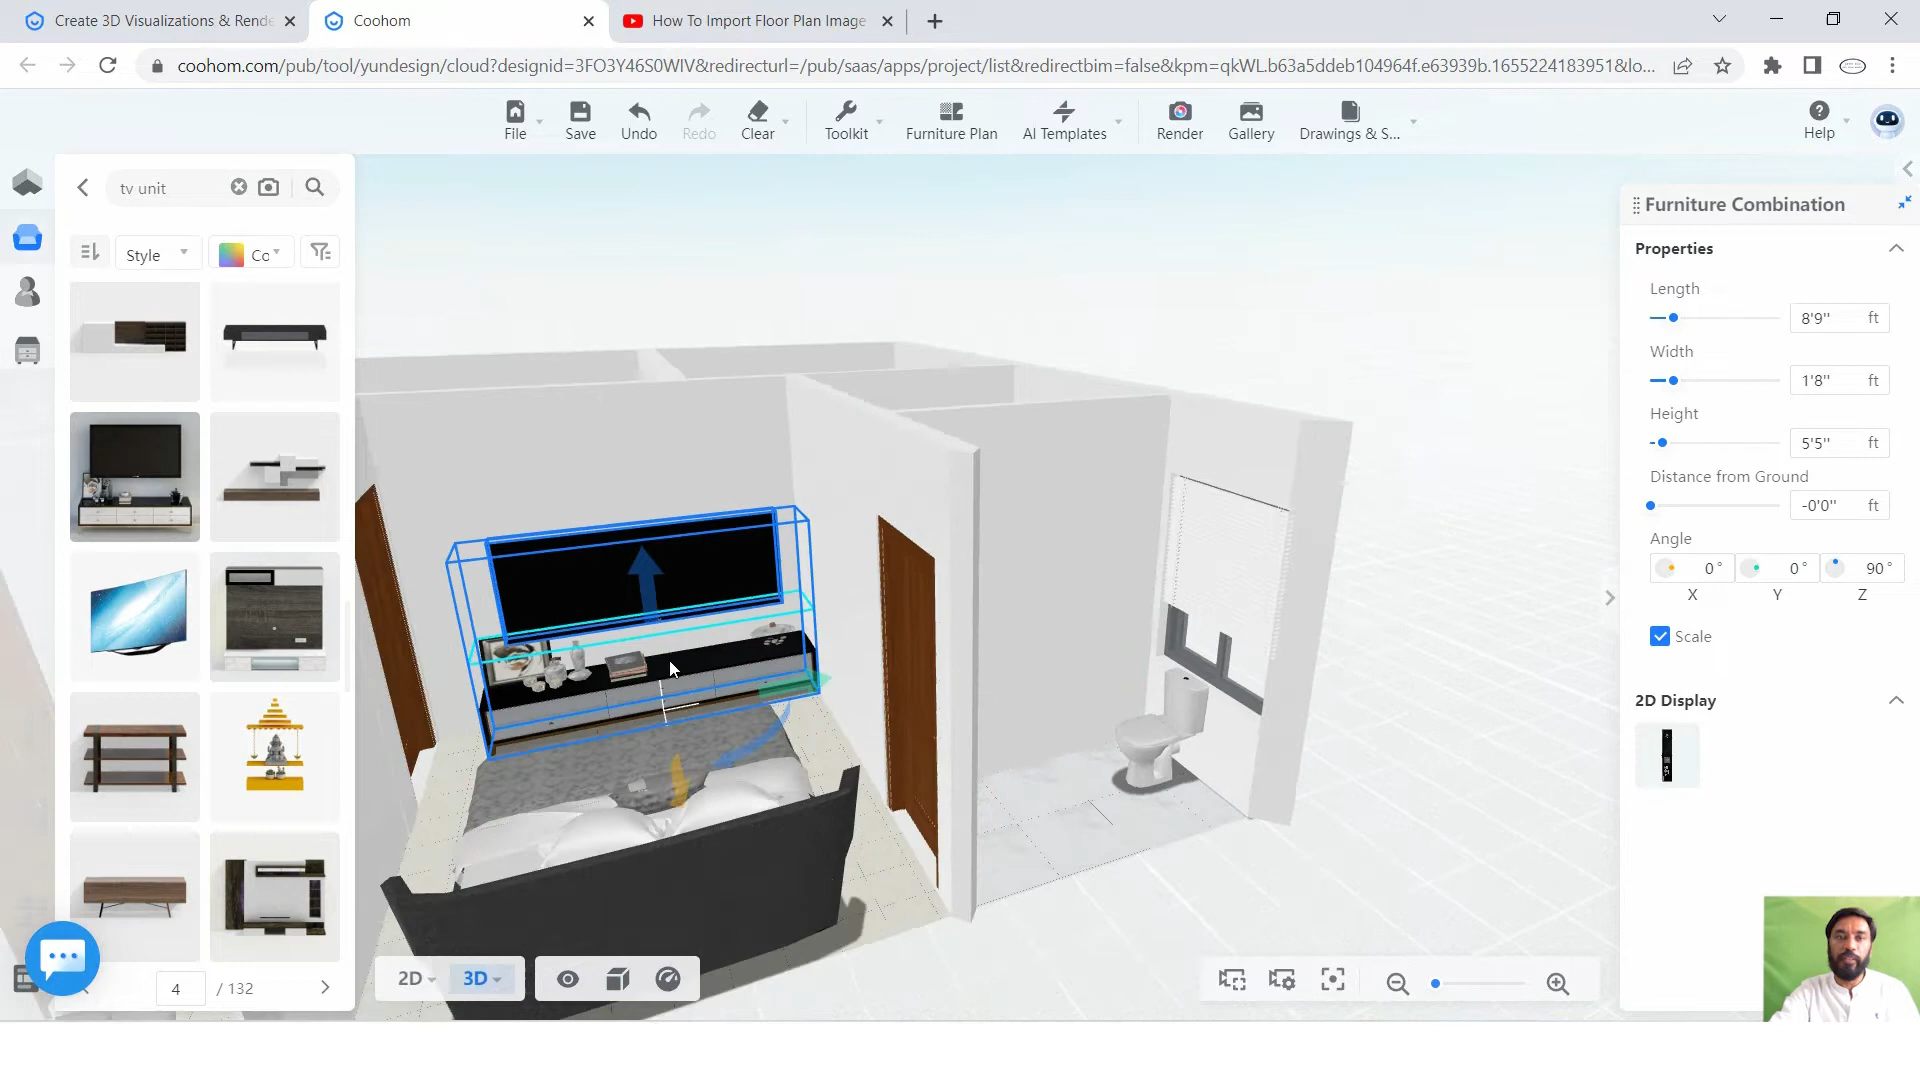 Create 3D Visualizations & Rende
Coohom
How To Import Floor Plan Image
coohom.com/pub/tool/yundesign/cloud?designid=3FO3Y46S0WIV&redirecturl=/pub/saas/apps/project/list&redirectbim=false&kpm=qkWL.b63a5ddeb104964f.e63939b.1655224183951&lo...
File
Save
Undo
Redo
Clear
Toolkit
Furniture Plan
AI Templates
Render
Gallery
Drawings & S...
Help
tv unit
Style
Co
4 / 132
2D
3D
Furniture Combination
Properties
Length
8'9" ft
Width
1'8" ft
Height
5'5" ft
Distance from Ground
-0'0" ft
Angle
0° 0° 90°
X Y Z
Scale
2D Display